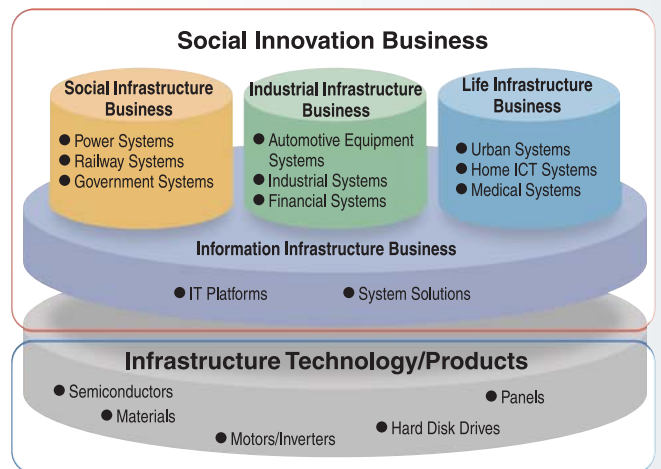 Social Innovation Business
Social Infrastructure
Business
● Power Systems
● Railway Systems
● Government Systems
Industrial Infrastructure
Business
● Automotive Equipment
Systems
● Industrial Systems
● Financial Systems
Life Infrastructure
Business
● Urban Systems
● Home ICT Systems
● Medical Systems
Information Infrastructure Business
● IT Platforms
● System Solutions
Infrastructure Technology/Products
● Semiconductors
● Materials
● Motors/Inverters
● Hard Disk Drives
● Panels